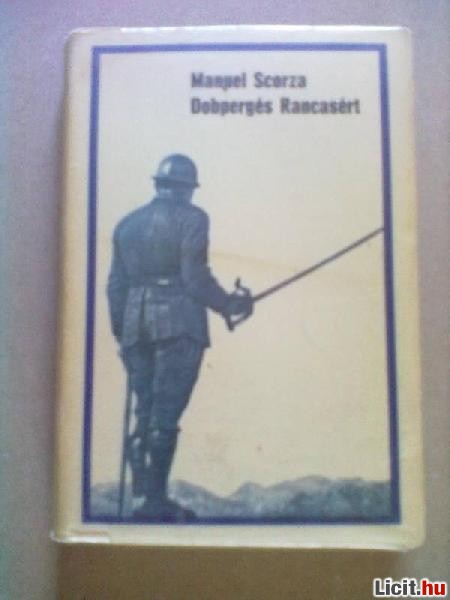 Manuel Scorza
Dobpergés Rancasért
Licit.hu